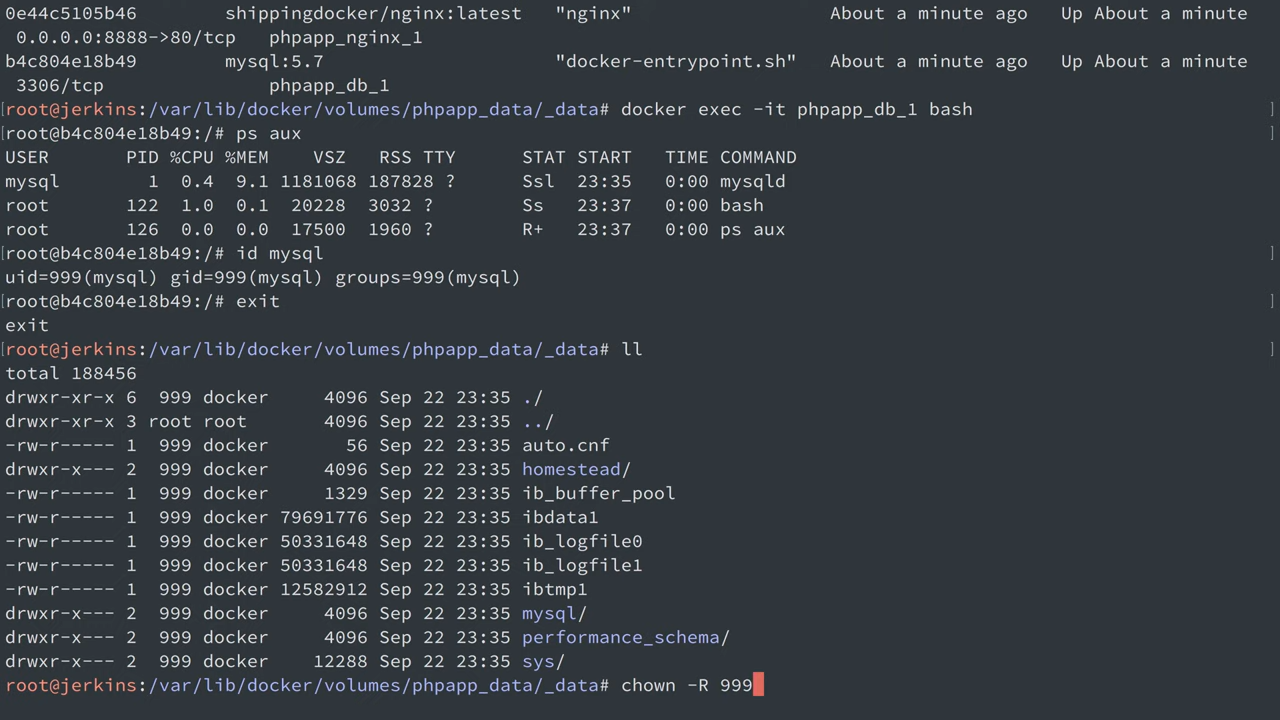 0e44c5105b46        shippingdocker/nginx:latest   "nginx"                  About a minute ago   Up About a minute
 0.0.0.0:8888->80/tcp   phpapp_nginx_1
b4c804e18b49        mysql:5.7                     "docker-entrypoint.sh"   About a minute ago   Up About a minute
 3306/tcp               phpapp_db_1
[root@jerkins:/var/lib/docker/volumes/phpapp_data/_data# docker exec -it phpapp_db_1 bash ]
[root@b4c804e18b49:/# ps aux ]
USER       PID %CPU %MEM    VSZ   RSS TTY      STAT START   TIME COMMAND
mysql        1  0.4  9.1 1181068 187828 ?      Ssl  23:35   0:00 mysqld
root       122  1.0  0.1  20228  3032 ?        Ss   23:37   0:00 bash
root       126  0.0  0.0  17500  1960 ?        R+   23:37   0:00 ps aux
[root@b4c804e18b49:/# id mysql ]
uid=999(mysql) gid=999(mysql) groups=999(mysql)
[root@b4c804e18b49:/# exit ]
exit
[root@jerkins:/var/lib/docker/volumes/phpapp_data/_data# ll ]
total 188456
drwxr-xr-x 6  999 docker     4096 Sep 22 23:35 ./
drwxr-xr-x 3 root root       4096 Sep 22 23:35 ../
-rw-r----- 1  999 docker       56 Sep 22 23:35 auto.cnf
drwxr-x--- 2  999 docker     4096 Sep 22 23:35 homestead/
-rw-r----- 1  999 docker     1329 Sep 22 23:35 ib_buffer_pool
-rw-r----- 1  999 docker 79691776 Sep 22 23:35 ibdata1
-rw-r----- 1  999 docker 50331648 Sep 22 23:35 ib_logfile0
-rw-r----- 1  999 docker 50331648 Sep 22 23:35 ib_logfile1
-rw-r----- 1  999 docker 12582912 Sep 22 23:35 ibtmp1
drwxr-x--- 2  999 docker     4096 Sep 22 23:35 mysql/
drwxr-x--- 2  999 docker     4096 Sep 22 23:35 performance_schema/
drwxr-x--- 2  999 docker    12288 Sep 22 23:35 sys/
root@jerkins:/var/lib/docker/volumes/phpapp_data/_data# chown -R 999